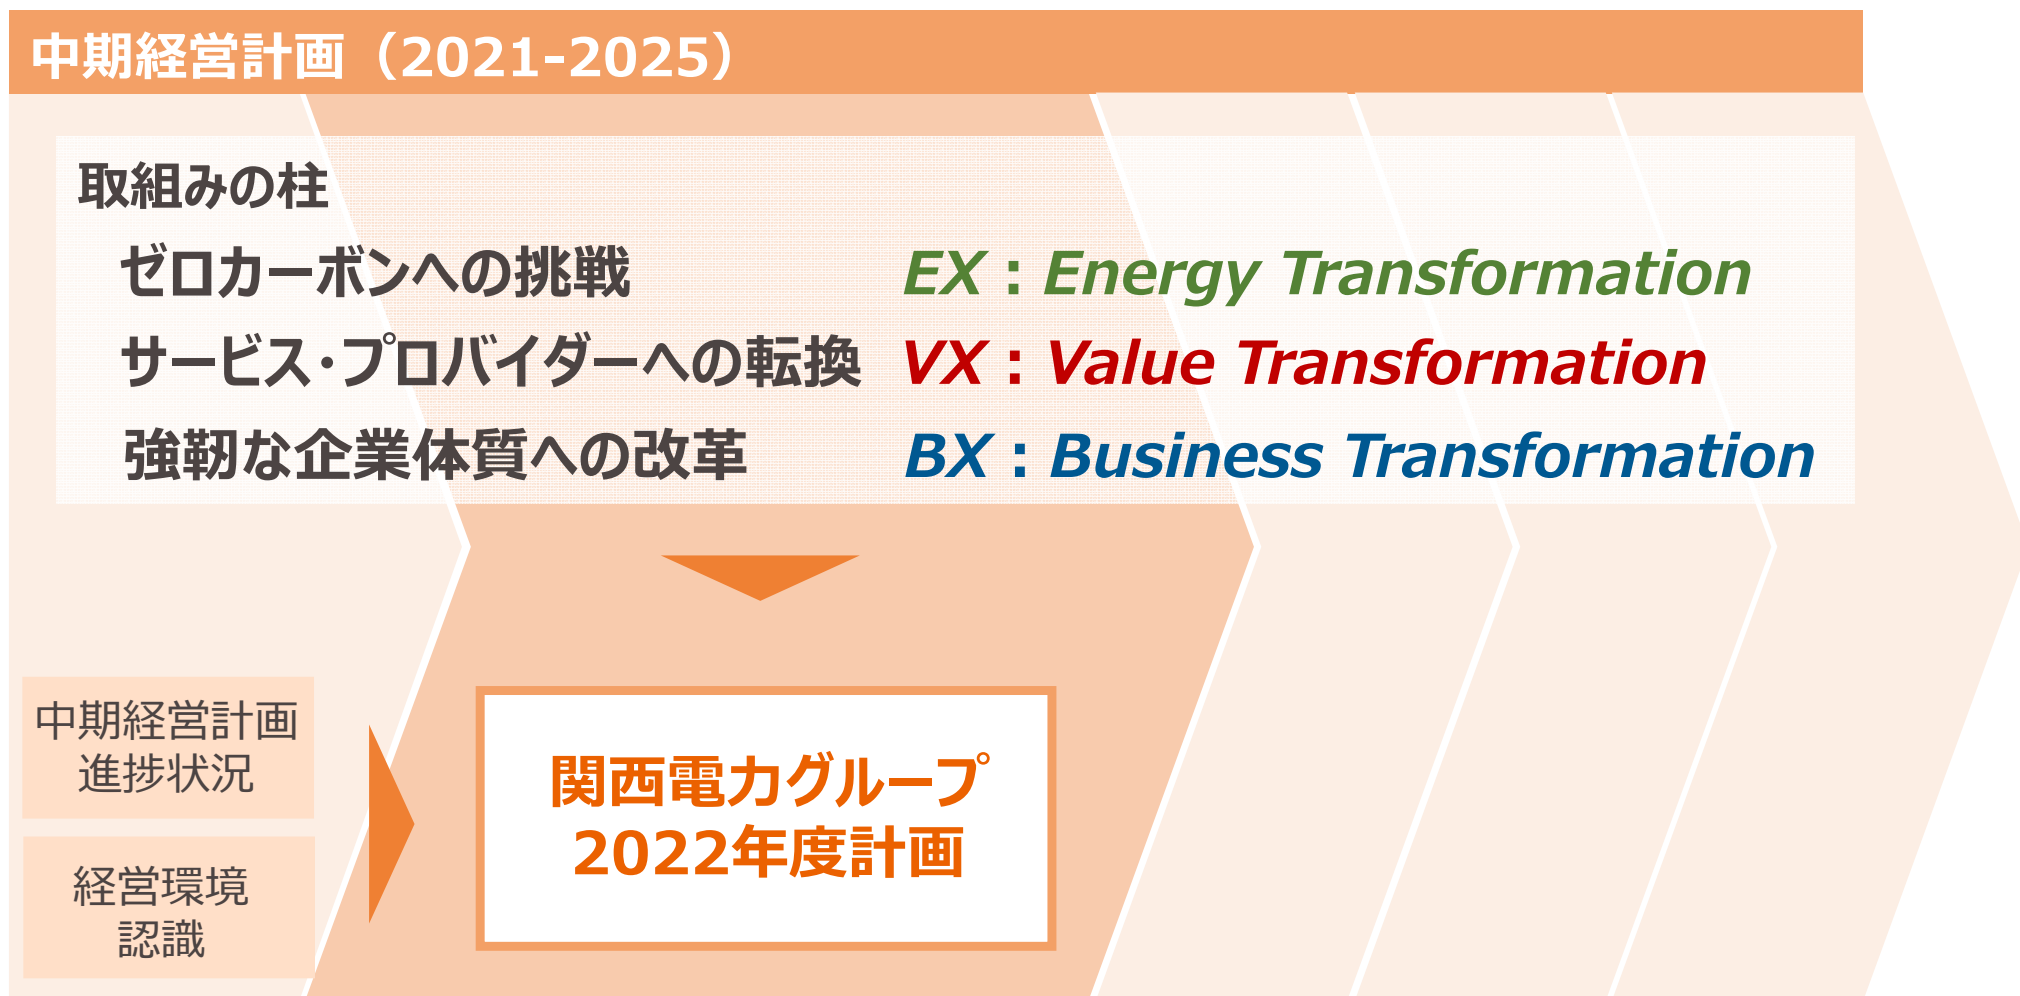 中期経営計画（2021-2025）
取組みの柱
ゼロカーボンへの挑戦 EX：Energy Transformation
サービス・プロバイダーへの転換 VX：Value Transformation
強靭な企業体質への改革 BX：Business Transformation
中期経営計画
進捗状況
経営環境
認識
関西電力グループ
2022年度計画